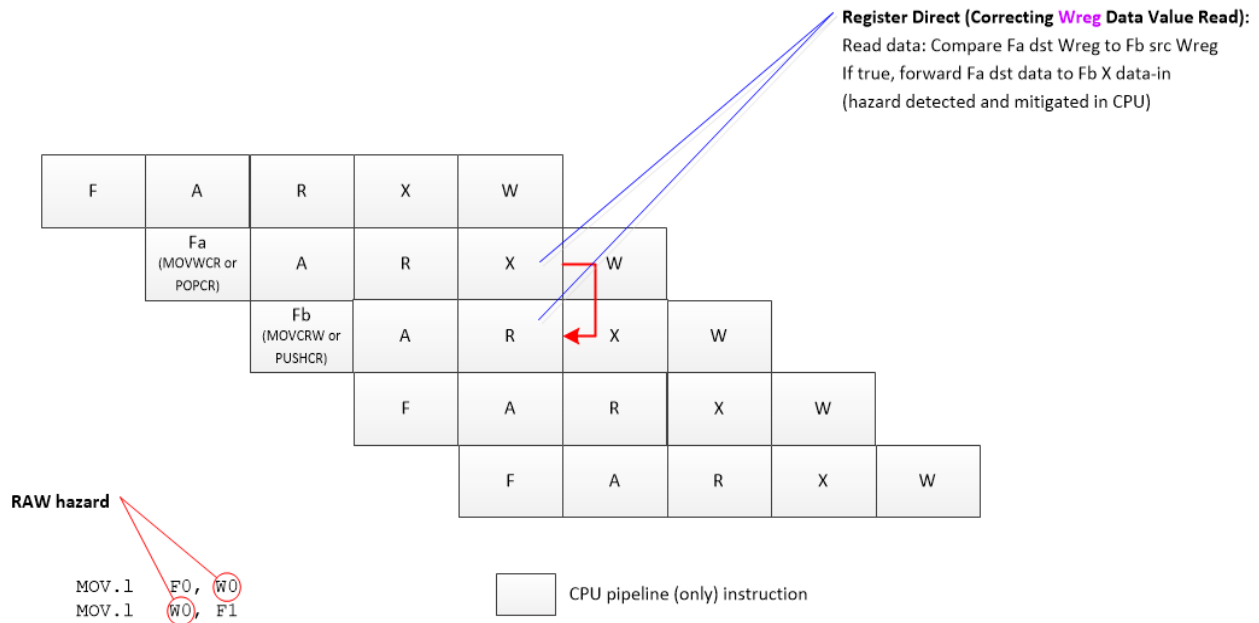 Register Direct (Correcting Wreg Data Value Read):
Read data: Compare Fa dst Wreg to Fb src Wreg
If true, forward Fa dst data to Fb X data-in
(hazard detected and mitigated in CPU)
F A R X W
Fa
(MOVWCR or
POPCR)
A R X W
Fb
(MOVCRW or
PUSHCR)
A R X W
F A R X W
F A R X W
RAW hazard
MOV.l F0, W0
MOV.l W0, F1
CPU pipeline (only) instruction